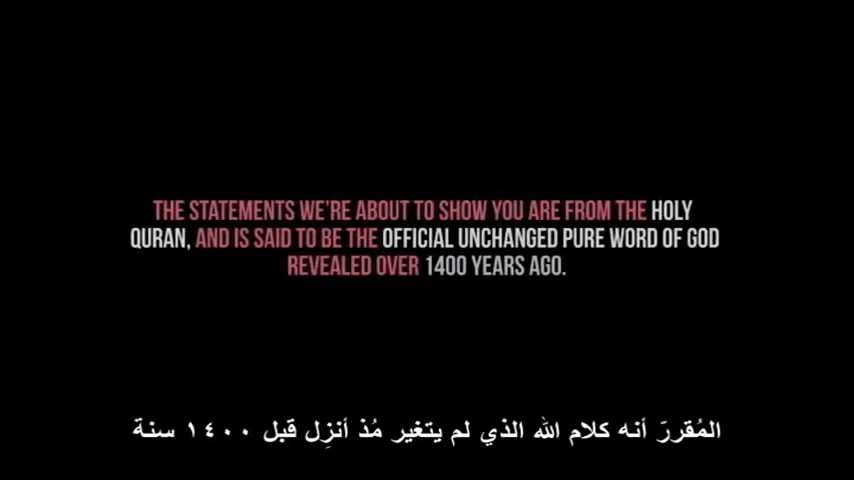 THE STATEMENTS WE'RE ABOUT TO SHOW YOU ARE FROM THE HOLY
QURAN, AND IS SAID TO BE THE OFFICIAL UNCHANGED PURE WORD OF GOD
REVEALED OVER 1400 YEARS AGO.
المُقررّ أنه كلام الله الذي لم يتغير مُذ أنزِل قبل ١٤٠٠ سنة